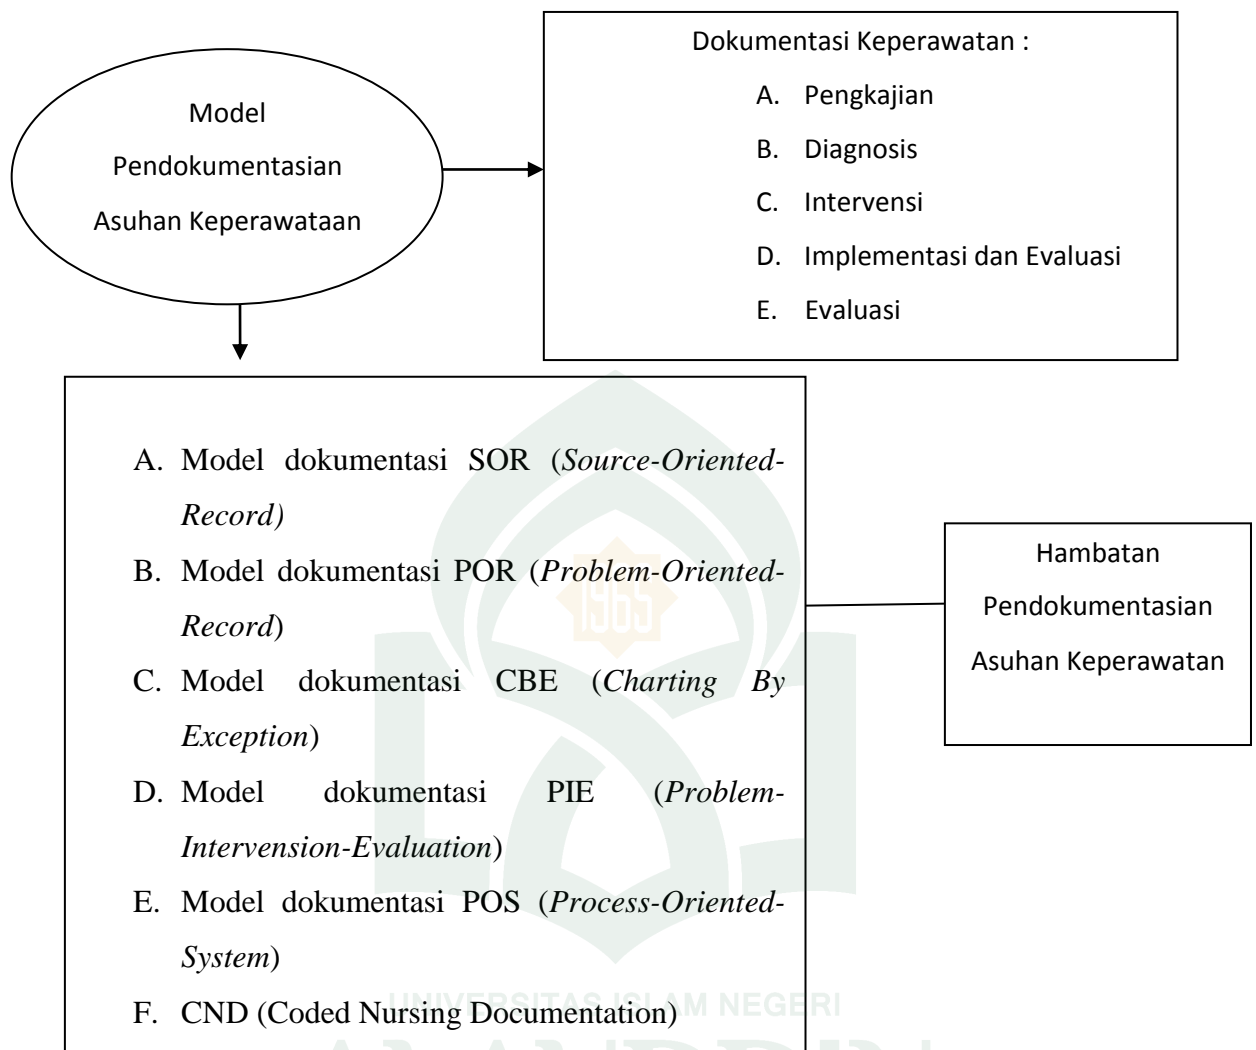 Model
Pendokumentasian
Asuhan Keperawataan
Dokumentasi Keperawatan :
A. Pengkajian
B. Diagnosis
C. Intervensi
D. Implementasi dan Evaluasi
E. Evaluasi
A. Model dokumentasi SOR (Source-Oriented-
Record)
B. Model dokumentasi POR (Problem-Oriented-
Record)
C. Model dokumentasi CBE (Charting By
Exception)
D. Model dokumentasi PIE (Problem-
Intervension-Evaluation)
E. Model dokumentasi POS (Process-Oriented-
System)
F. CND (Coded Nursing Documentation)
Hambatan
Pendokumentasian
Asuhan Keperawatan
1965
UNIVERSITAS ISLAM NEGERI